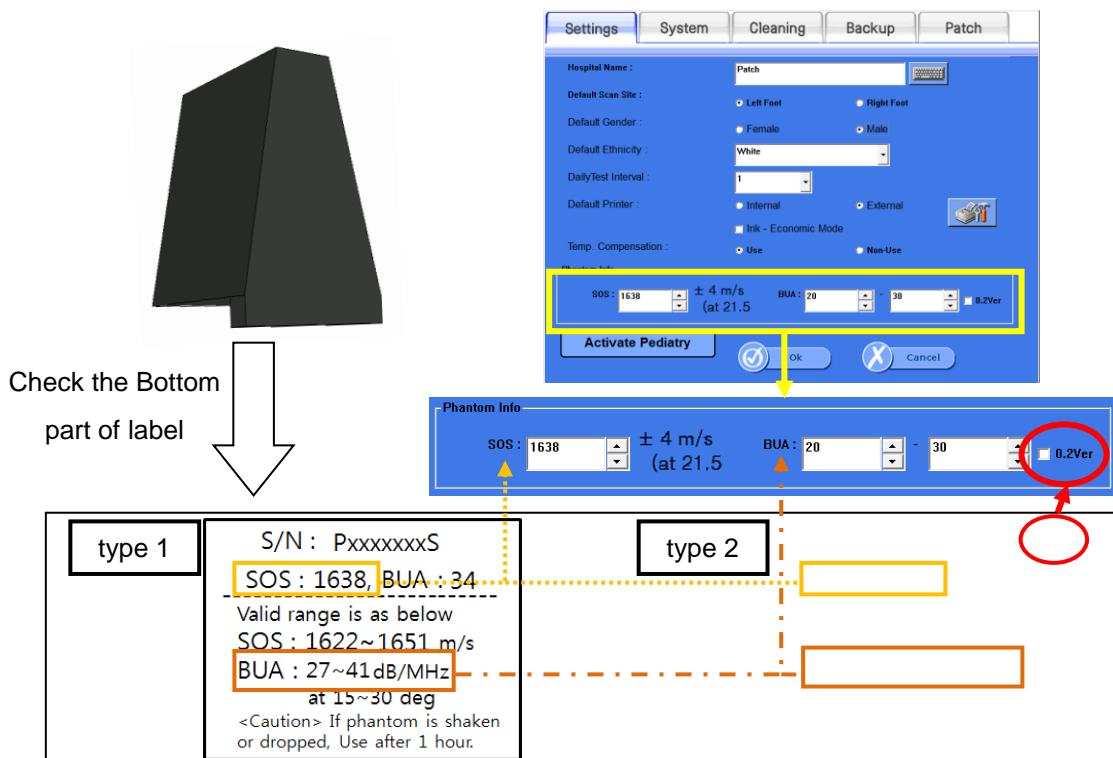 Settings System Cleaning Backup Patch
Hospital Name : Patch
Default Scan Site : Left Foot Right Foot
Default Gender : Female Male
Default Ethnicity : White
DailyTest Interval : 1
Default Printer : Internal External
Ink - Economic Mode
Temp. Compensation : Use Non-Use
Phantom Info
SOS : 1638 ± 4 m/s (at 21.5 BUA : 20 - 30 0.2Ver
Activate Pediatry Ok Cancel
Check the Bottom
part of label
Phantom Info
SOS : 1638 ± 4 m/s (at 21.5 BUA : 20 - 30 0.2Ver
type 1
S/N : PxxxxxxxS
SOS : 1638, BUA : 34
Valid range is as below
SOS : 1622~1651 m/s
BUA : 27~41 dB/MHz
at 15~30 deg
<Caution> If phantom is shaken
or dropped, Use after 1 hour.
type 2